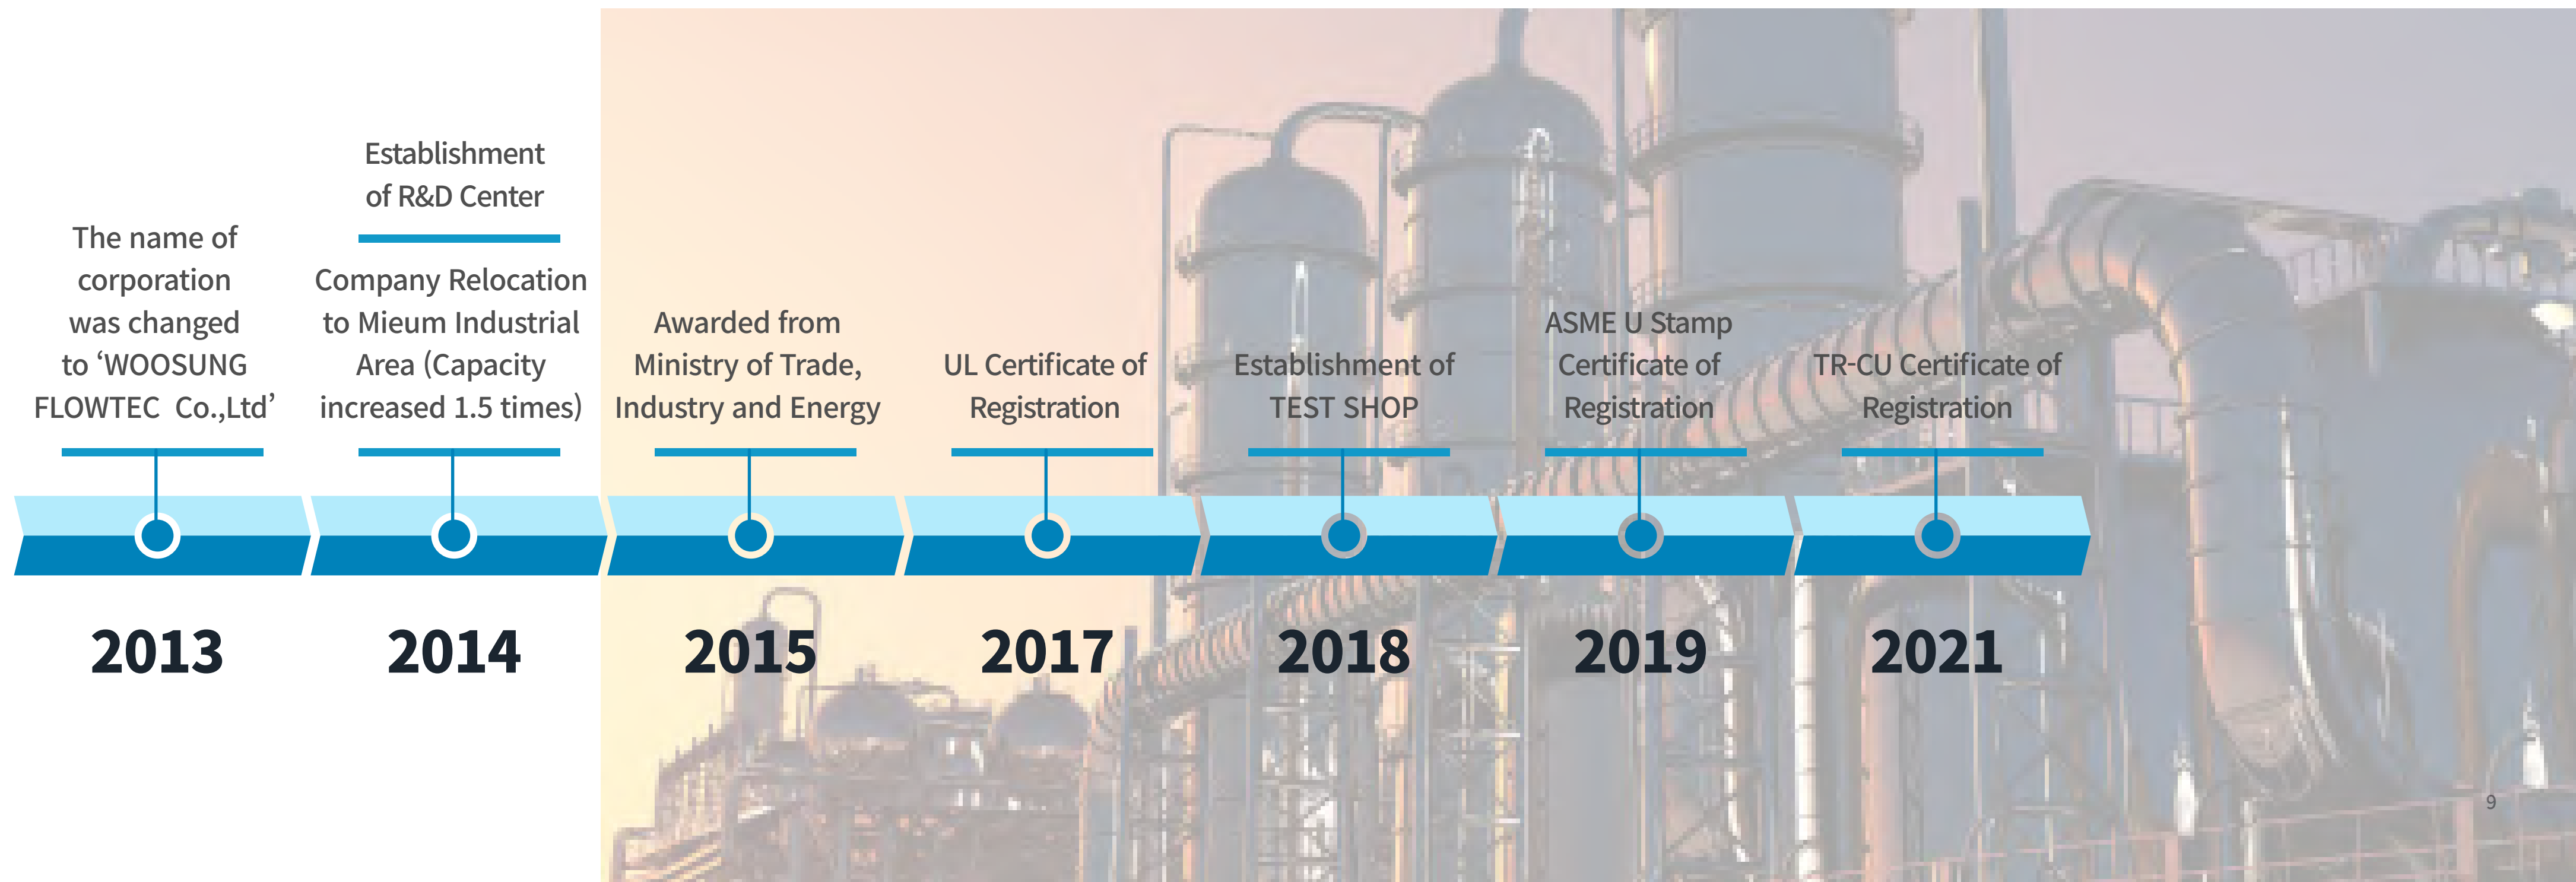 The name of
corporation
was changed
to ‘WOOSUNG
FLOWTEC  Co.,Ltd’
2013
Establishment
of R&D Center
Company Relocation
to Mieum Industrial
Area (Capacity
increased 1.5 times)
2014
Awarded from
Ministry of Trade,
Industry and Energy
2015
UL Certificate of
Registration
2017
Establishment of
TEST SHOP
2018
ASME U Stamp
Certificate of
Registration
2019
TR-CU Certificate of
Registration
2021
9